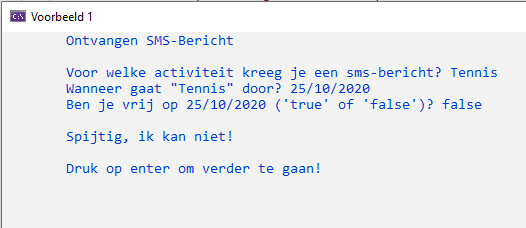 Voorbeeld 1
Ontvangen SMS-Bericht
Voor welke activiteit kreeg je een sms-bericht? Tennis
Wanneer gaat "Tennis" door? 25/10/2020
Ben je vrij op 25/10/2020 ('true' of 'false')? false
Spijtig, ik kan niet!
Druk op enter om verder te gaan!